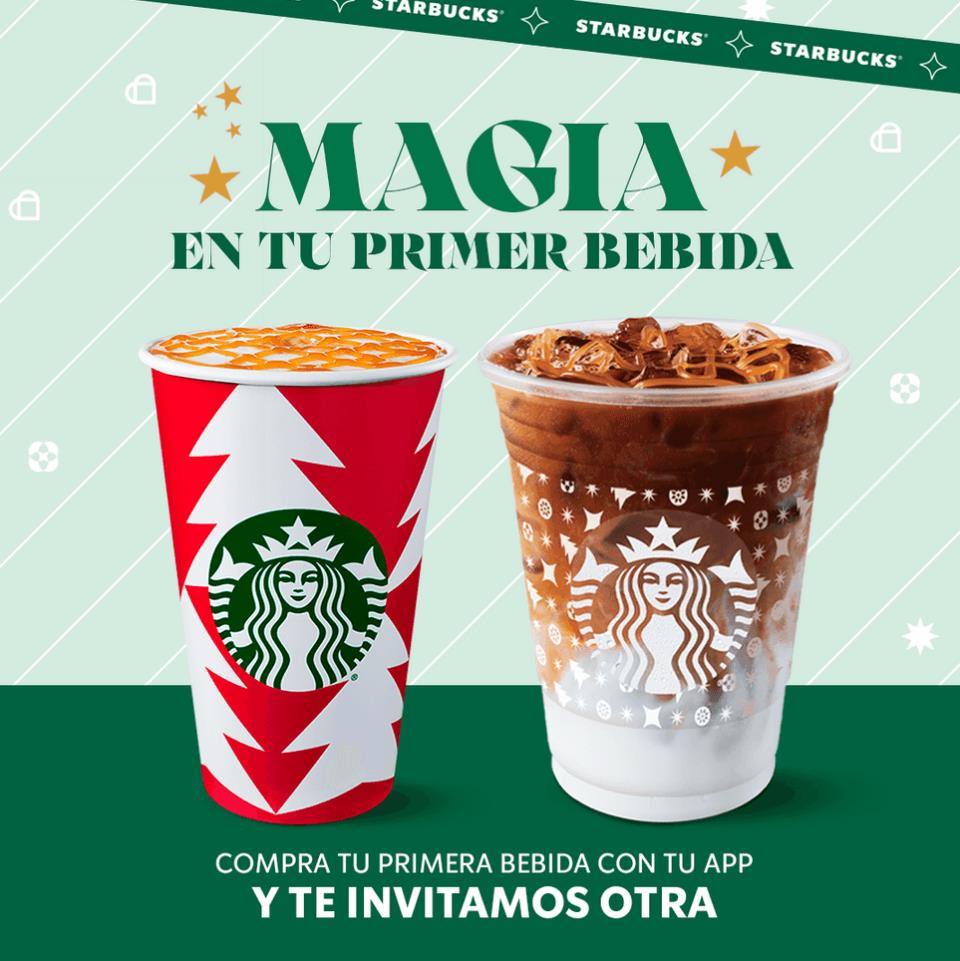 STARBUCKS® STARBUCKS® STARBUCKS®
MAGIA
EN TU PRIMER BEBIDA
COMPRA TU PRIMERA BEBIDA CON TU APP
Y TE INVITAMOS OTRA